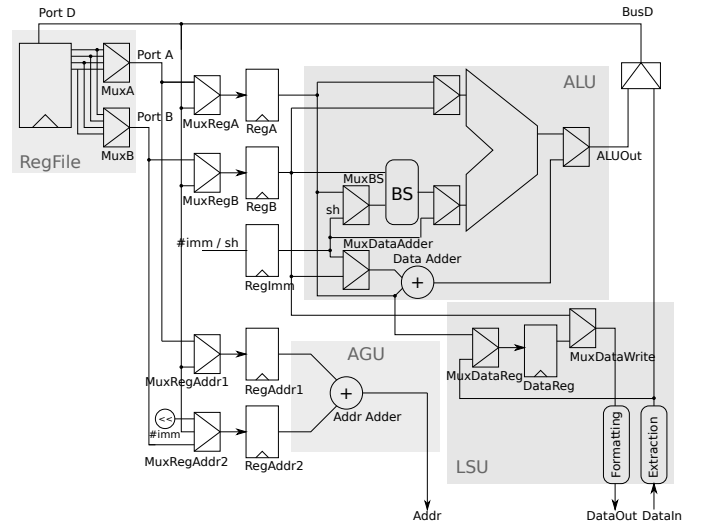 Port D
BusD
Port A
MuxA
Port B
MuxB
RegFile
MuxRegA
RegA
ALU
MuxRegB
RegB
MuxBS
BS
ALUOut
sh
#imm / sh
RegImm
MuxDataAdder
Data Adder
+
MuxRegAddr1
RegAddr1
AGU
+
Addr Adder
<<
#imm
MuxRegAddr2
RegAddr2
Addr
MuxDataReg
DataReg
MuxDataWrite
LSU
Formatting
Extraction
DataOut
DataIn